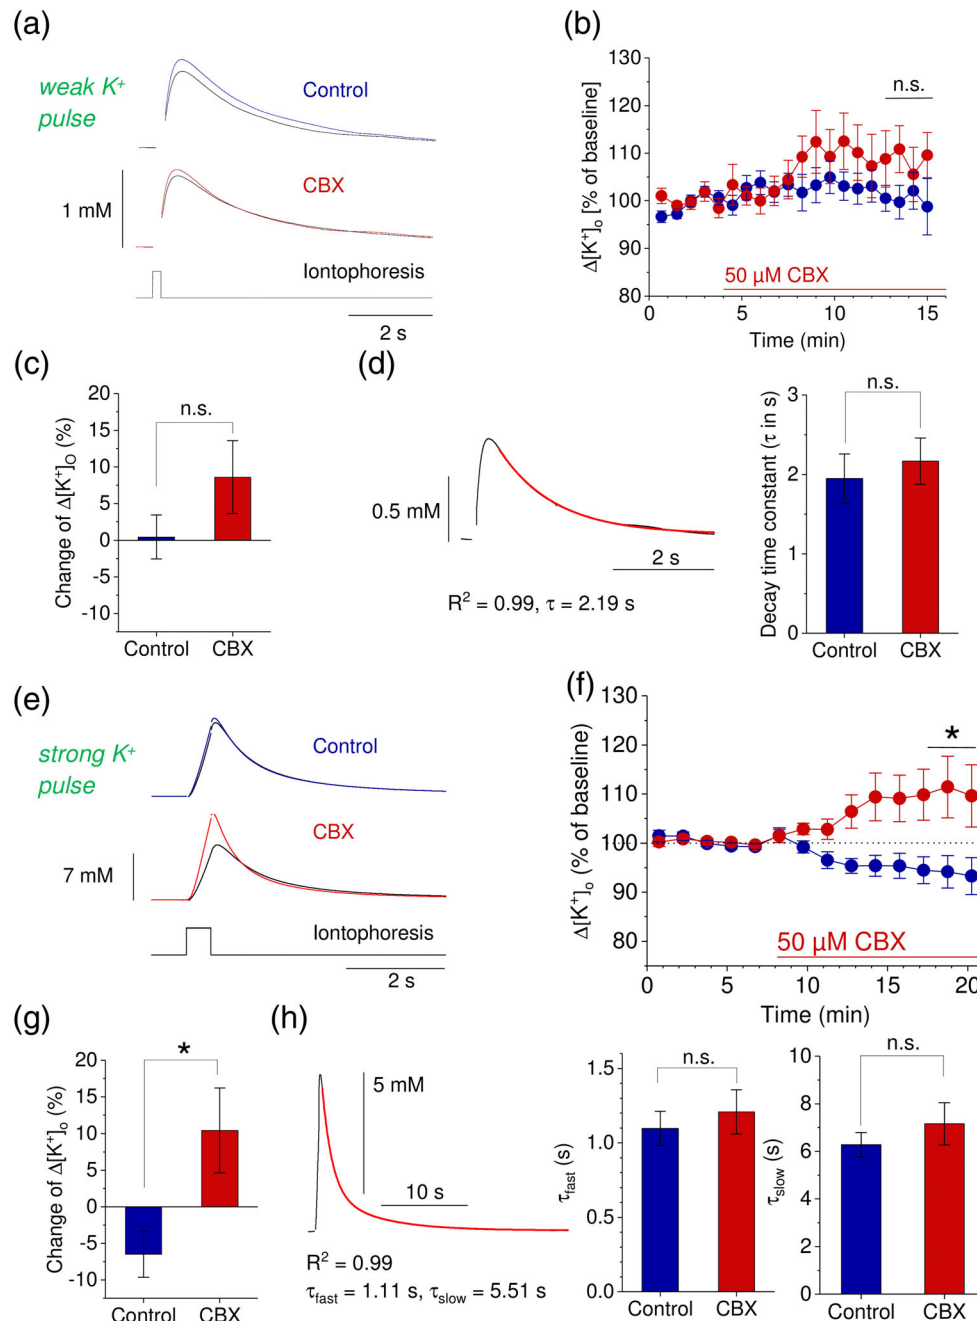 (a)
weak K⁺
pulse
Control
CBX
1 mM
Iontophoresis
2 s
(b)
Δ[K⁺]ₒ [% of baseline]
130
120
110
100
90
80
n.s.
50 µM CBX
0 5 10 15
Time (min)
(c)
Change of Δ[K⁺]O (%)
20
15
10
5
0
-5
-10
n.s.
Control CBX
(d)
0.5 mM
2 s
R² = 0.99, τ = 2.19 s
Decay time constant (τ in s)
3
2
1
0
n.s.
Control CBX
(e)
strong K⁺
pulse
Control
CBX
7 mM
Iontophoresis
2 s
(f)
Δ[K⁺]ₒ (% of baseline)
130
120
110
100
90
80
*
50 µM CBX
0 5 10 15 20
Time (min)
(g)
Change of Δ[K⁺]ₒ (%)
20
15
10
5
0
-5
-10
*
Control CBX
(h)
5 mM
10 s
R² = 0.99
τfast = 1.11 s, τslow = 5.51 s
τfast (s)
1.5
1.0
0.5
0.0
n.s.
Control CBX
τslow (s)
10
8
6
4
2
0
n.s.
Control CBX